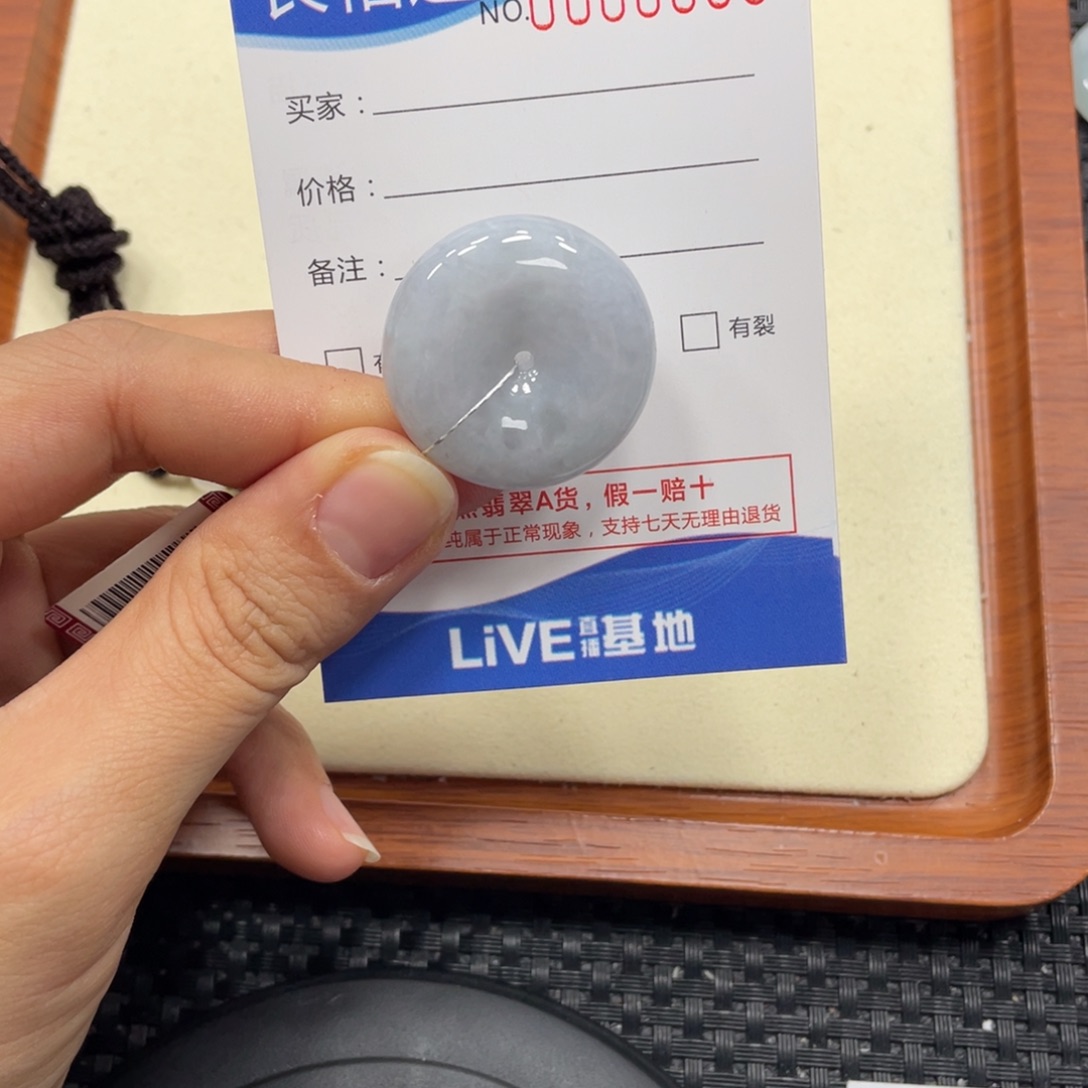 NO.0000000
买家：
价格：
备注：
有裂
翡翠A货，假一赔十
纯属于正常现象，支持七天无理由退货
LiVE直播基地